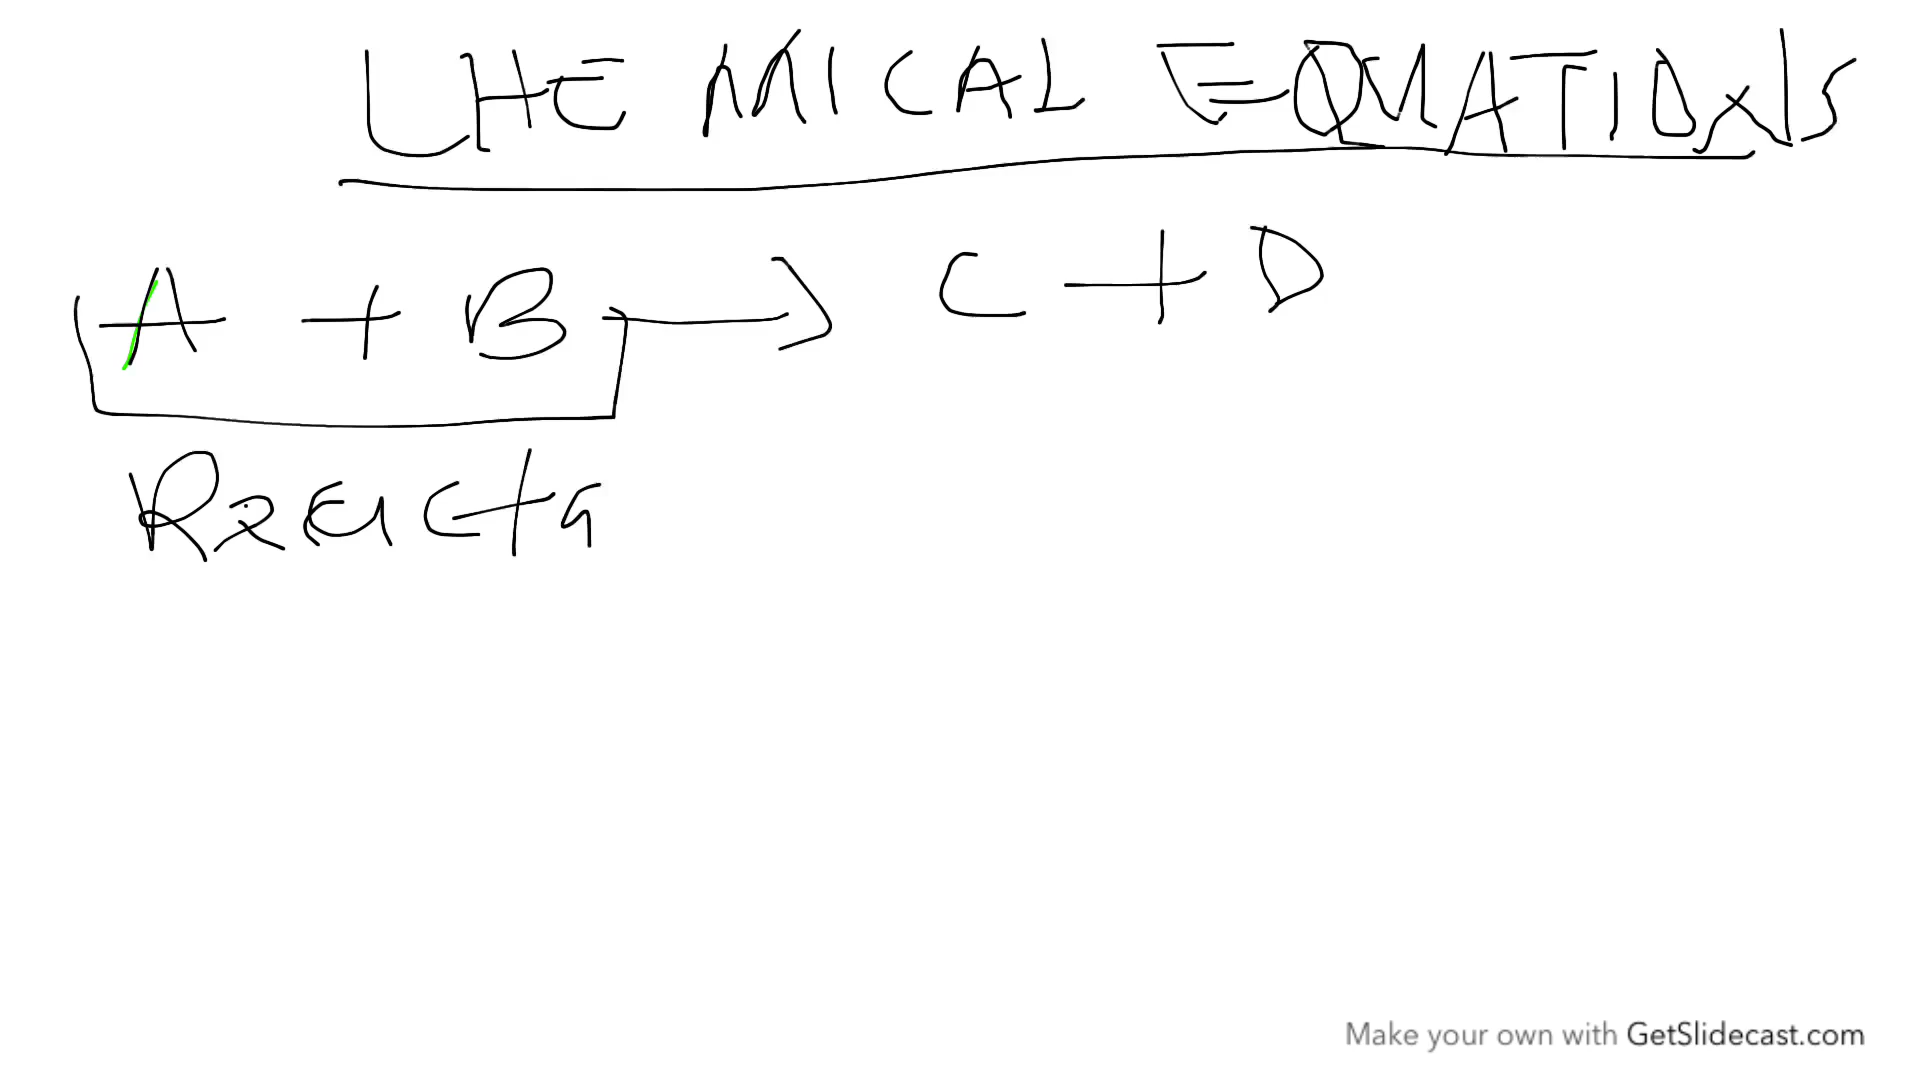 CHEMICAL EQUATIONS
A + B → C + D
Reacta
Make your own with GetSlidecast.com